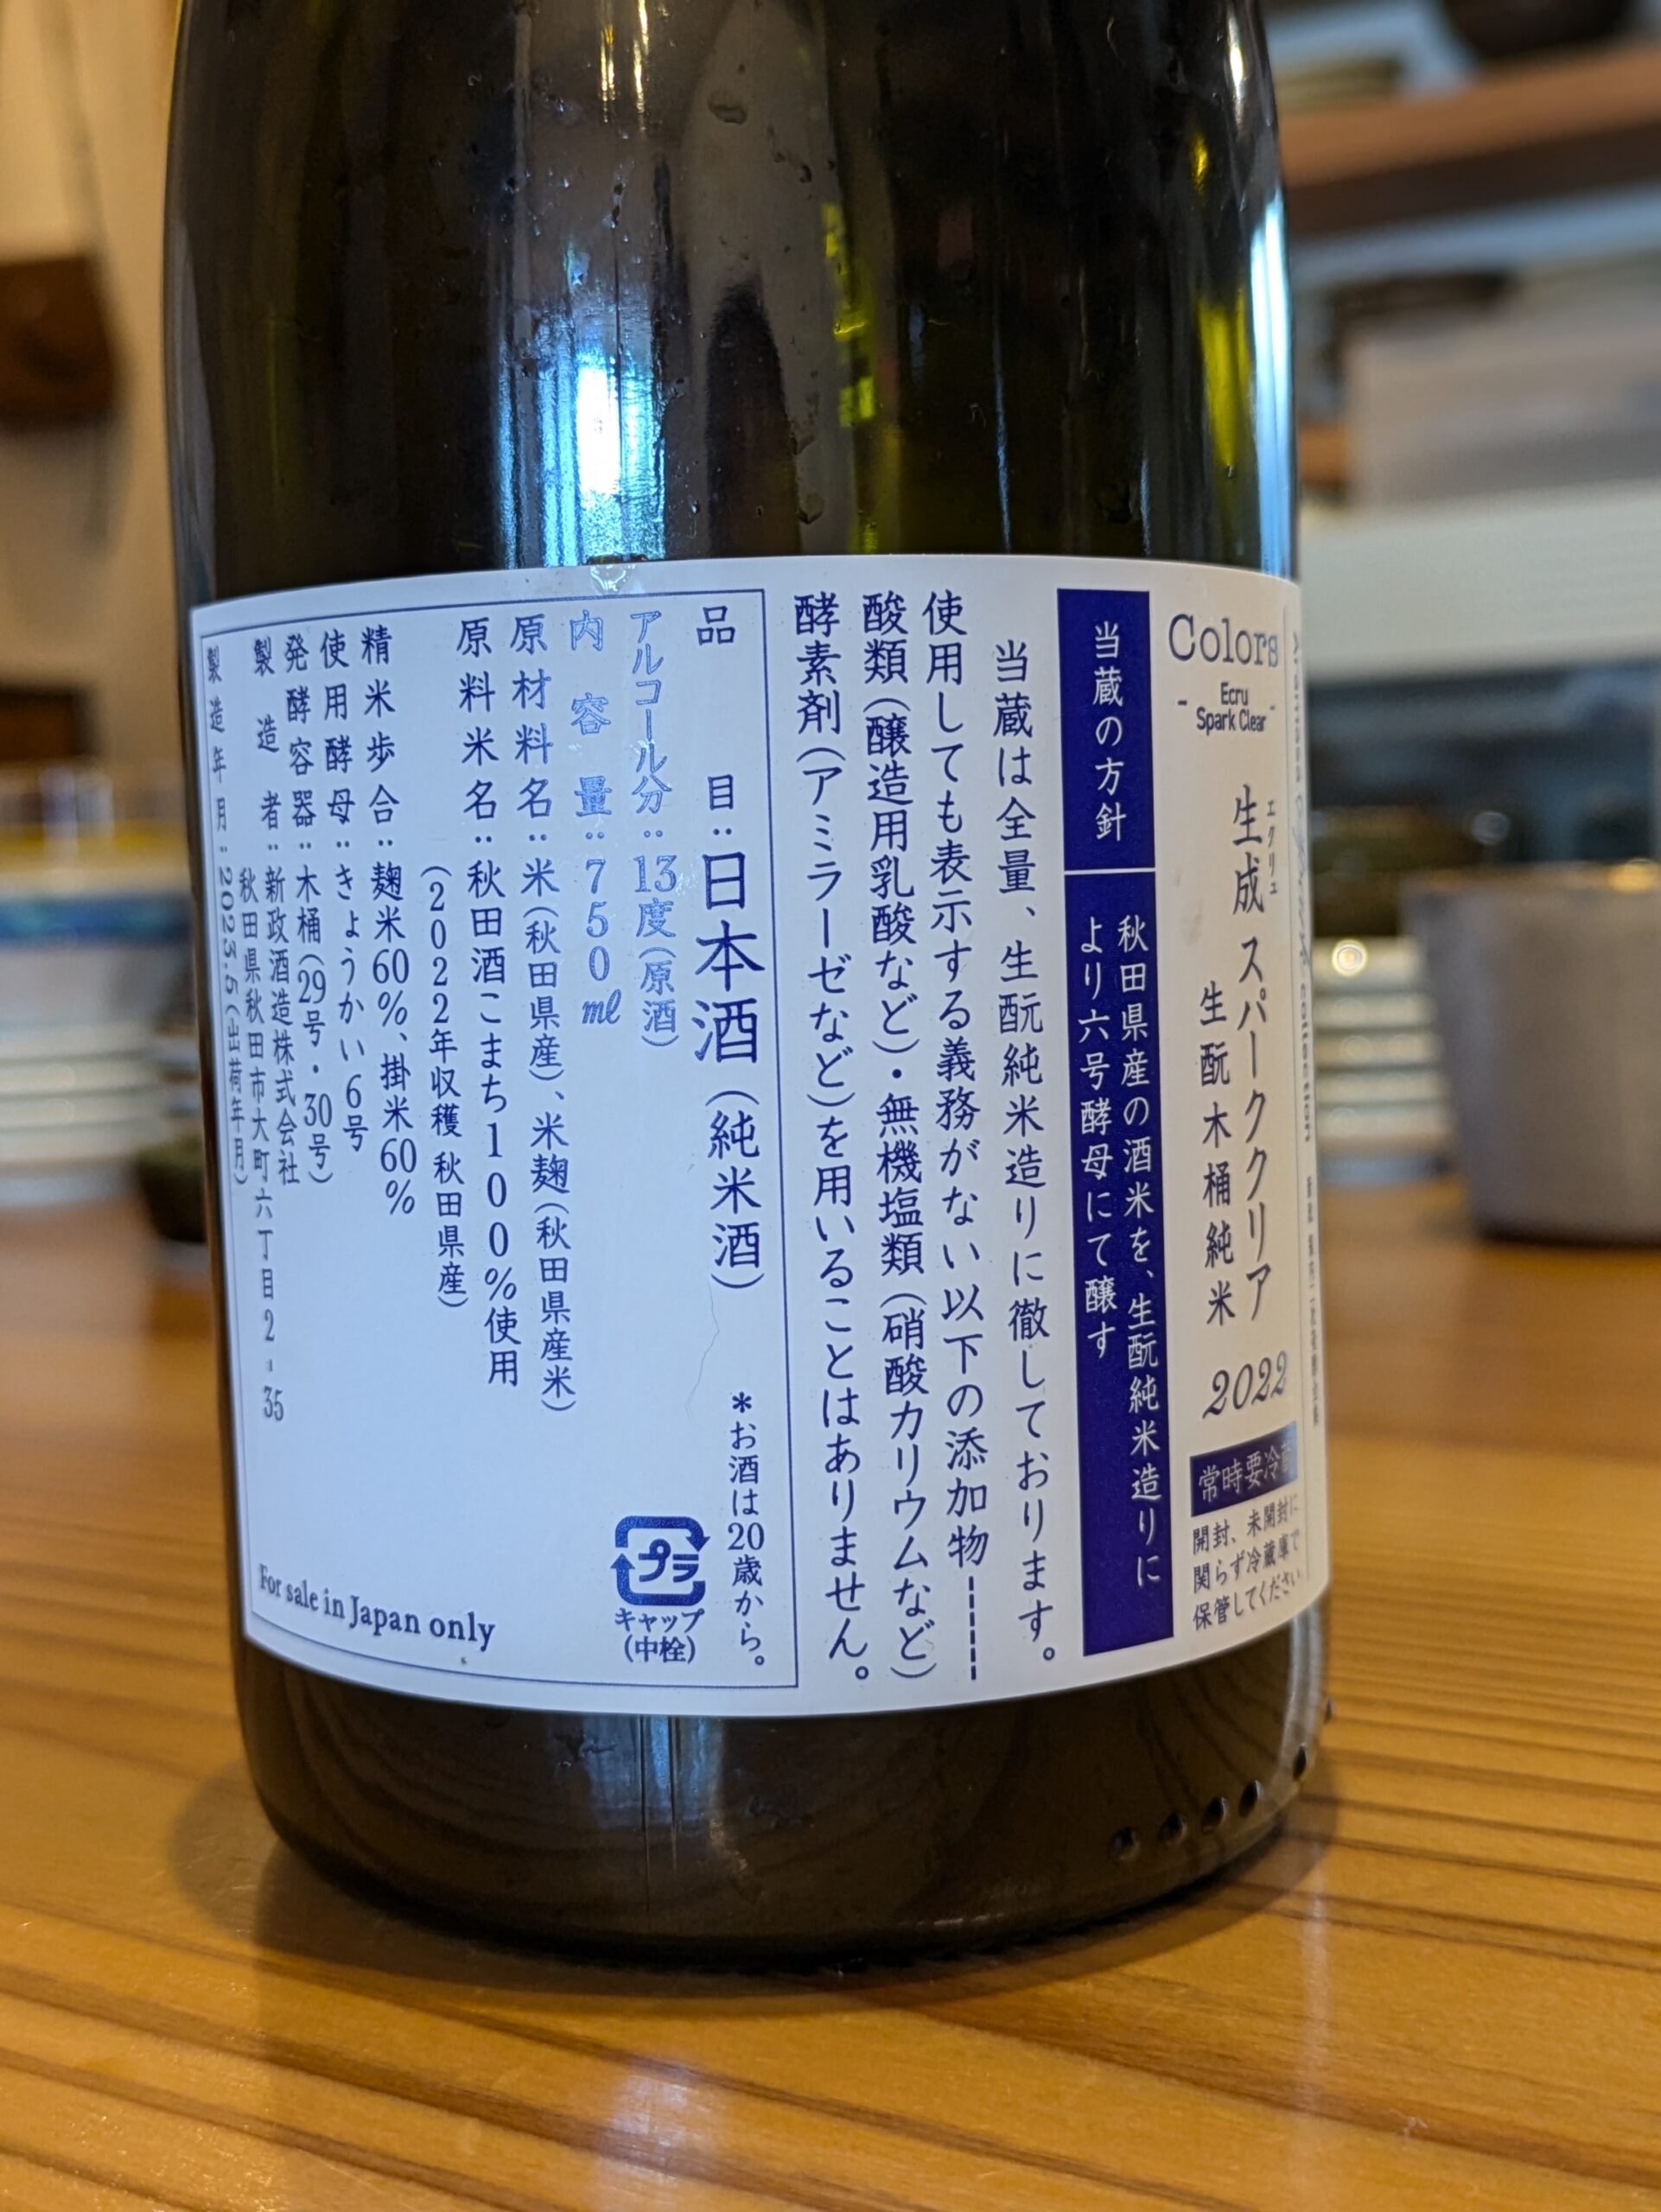 Colors
- Ecru Spark Clear -
エクリュ
生成 スパーククリア
生酛木桶純米
2022
常時要冷蔵
開封、未開封に
関らず冷蔵庫で
保管してください
当蔵の方針
秋田県産の酒米を、生酛純米造りに
より六号酵母にて醸す
当蔵は全量、生酛純米造りに徹しております。
使用しても表示する義務がない以下の添加物-----
酸類(醸造用乳酸など)・無機塩類(硝酸カリウムなど)
酵素剤(アミラーゼなど)を用いることはありません。
品目:日本酒(純米酒)
*お酒は20歳から。
アルコール分:13度(原酒)
内容量:750㎖
原材料名:米(秋田県産)、米麹(秋田県産米)
原料米名:秋田酒こまち100%使用
(2022年収穫 秋田県産)
精米歩合:麹米60%、掛米60%
使用酵母:きょうかい6号
発酵容器:木桶(29号・30号)
製造者:新政酒造株式会社
秋田県秋田市大町六丁目2-35
製造年月:2023.5(出荷年月)
プラ
キャップ
(中栓)
For sale in Japan only